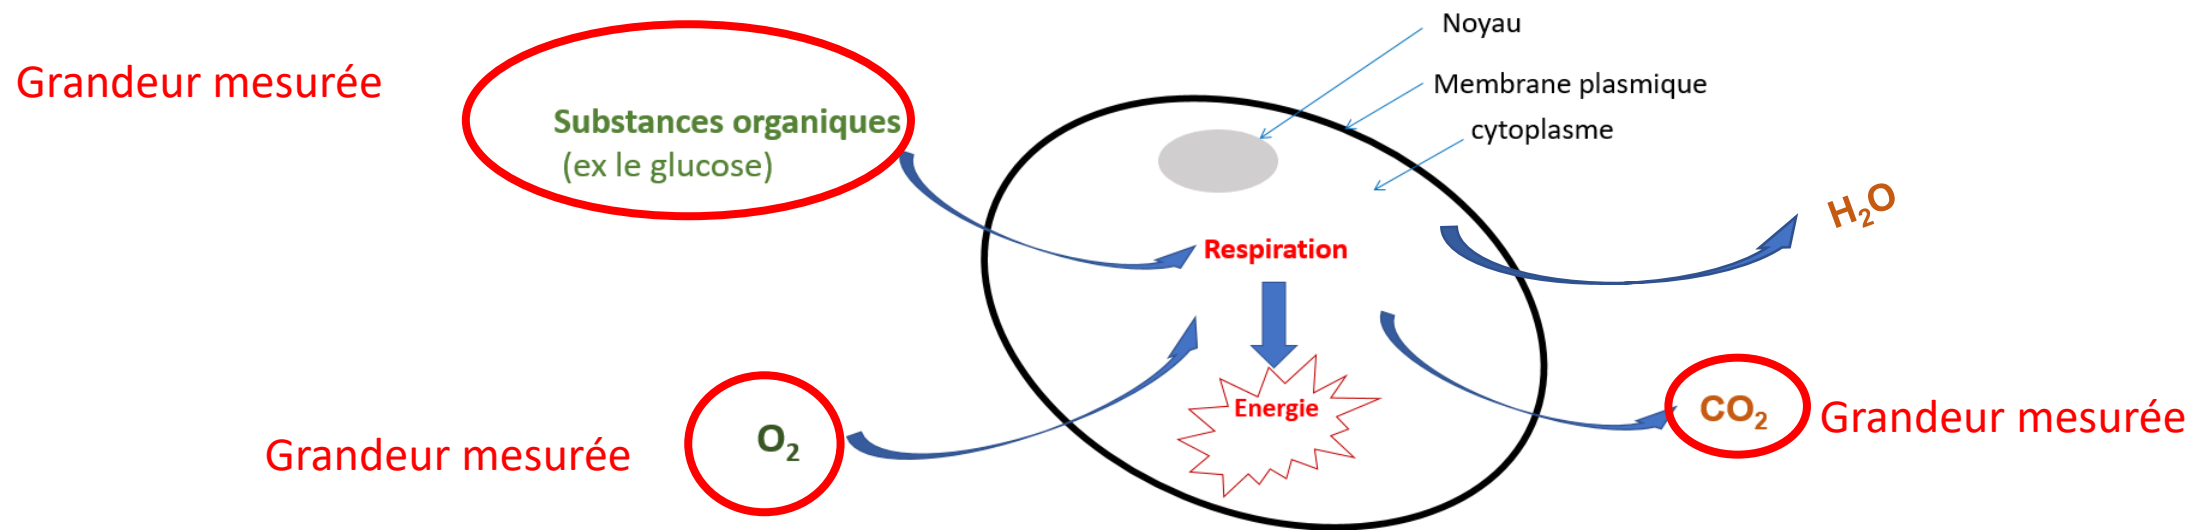 Noyau
Grandeur mesurée
Membrane plasmique
Substances organiques
cytoplasme
(ex le glucose)
H₂O
Respiration
Energie
CO₂
Grandeur mesurée
O₂
Grandeur mesurée